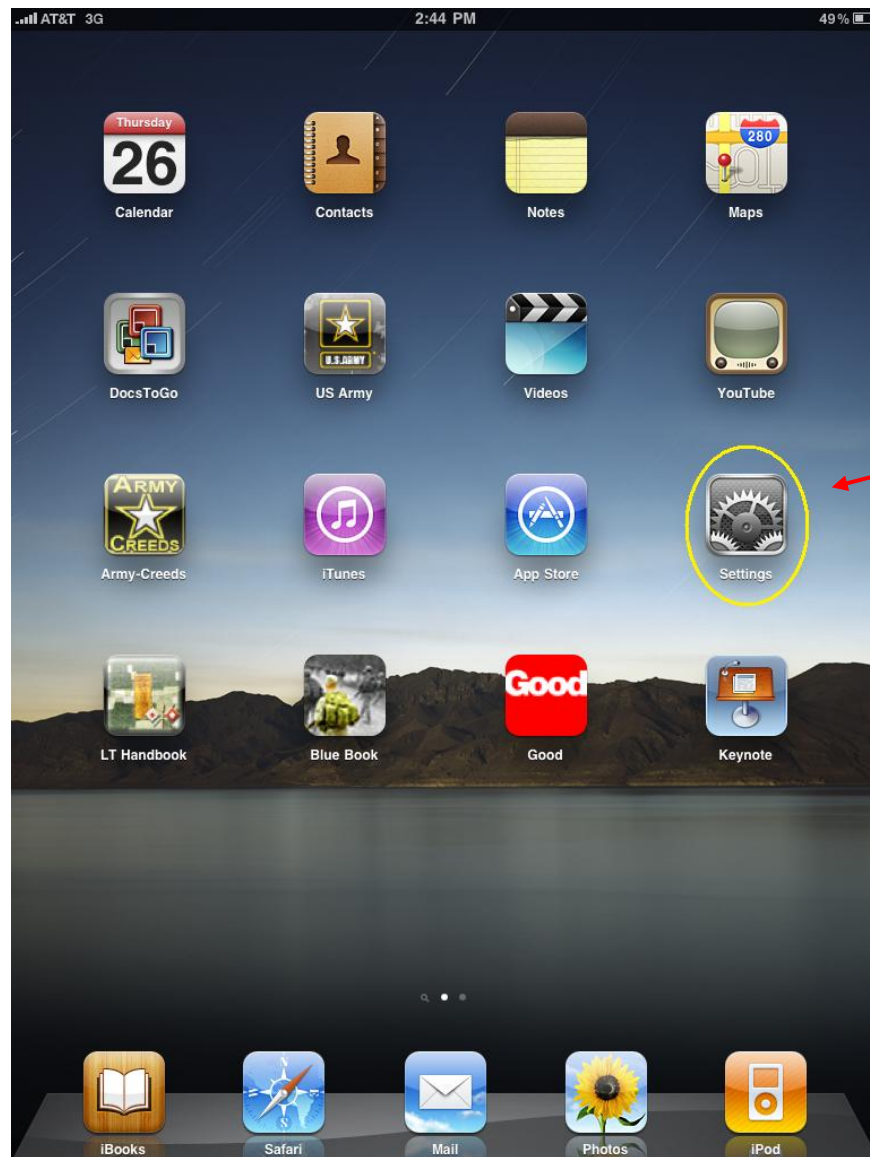 AT&T 3G 2:44 PM 49%
Thursday
26
280
Calendar Contacts Notes Maps
U.S.ARMY
DocsToGo US Army Videos YouTube
ARMY
CREEDS
Army-Creeds iTunes App Store Settings
Good
LT Handbook Blue Book Good Keynote
iBooks Safari Mail Photos iPod